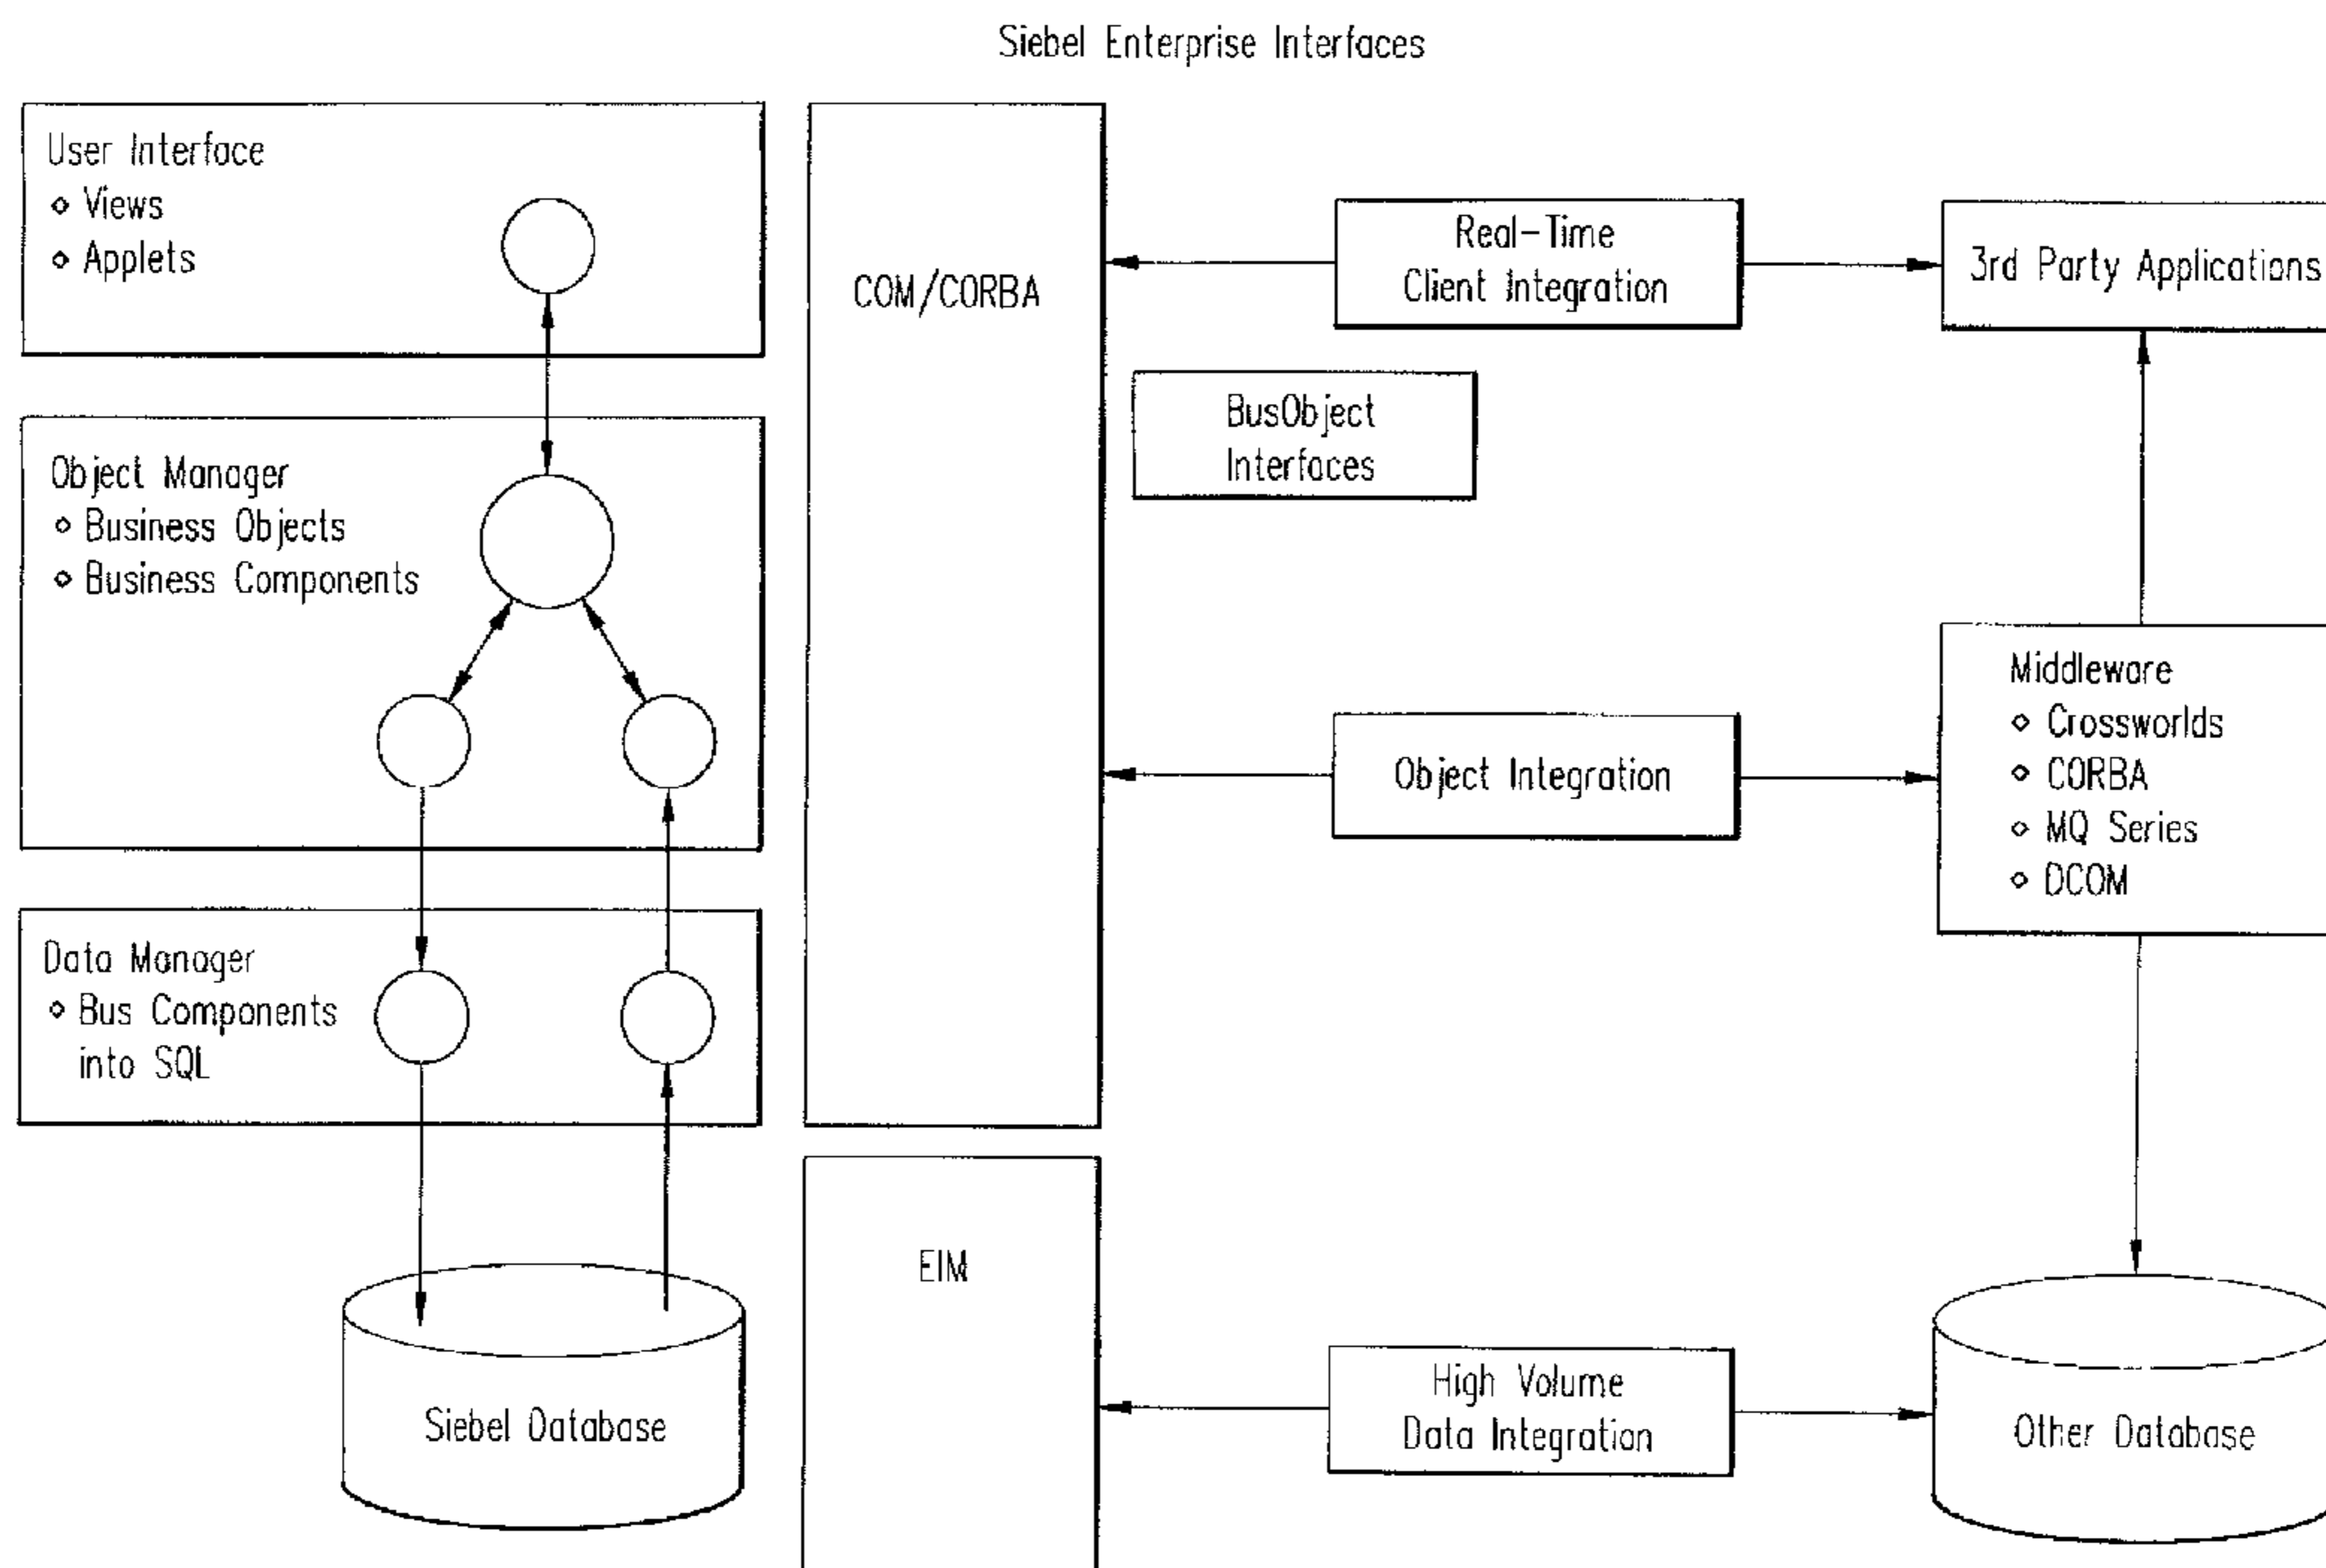 Siebel Enterprise Interfaces
User Interface
⋄ Views
⋄ Applets
Object Manager
⋄ Business Objects
⋄ Business Components
Data Manager
⋄ Bus Components
into SQL
Siebel Database
COM/CORBA
EIM
Real-Time
Client Integration
BusObject
Interfaces
Object Integration
High Volume
Data Integration
3rd Party Applications
Middleware
⋄ Crossworlds
⋄ CORBA
⋄ MQ Series
⋄ DCOM
Other Database